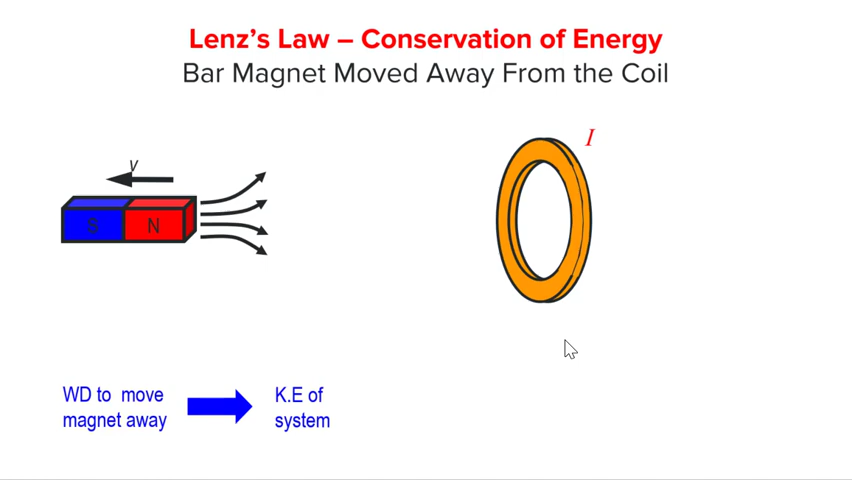 Lenz’s Law – Conservation of Energy
Bar Magnet Moved Away From the Coil
I
v
S N
WD to move
magnet away
K.E of
system